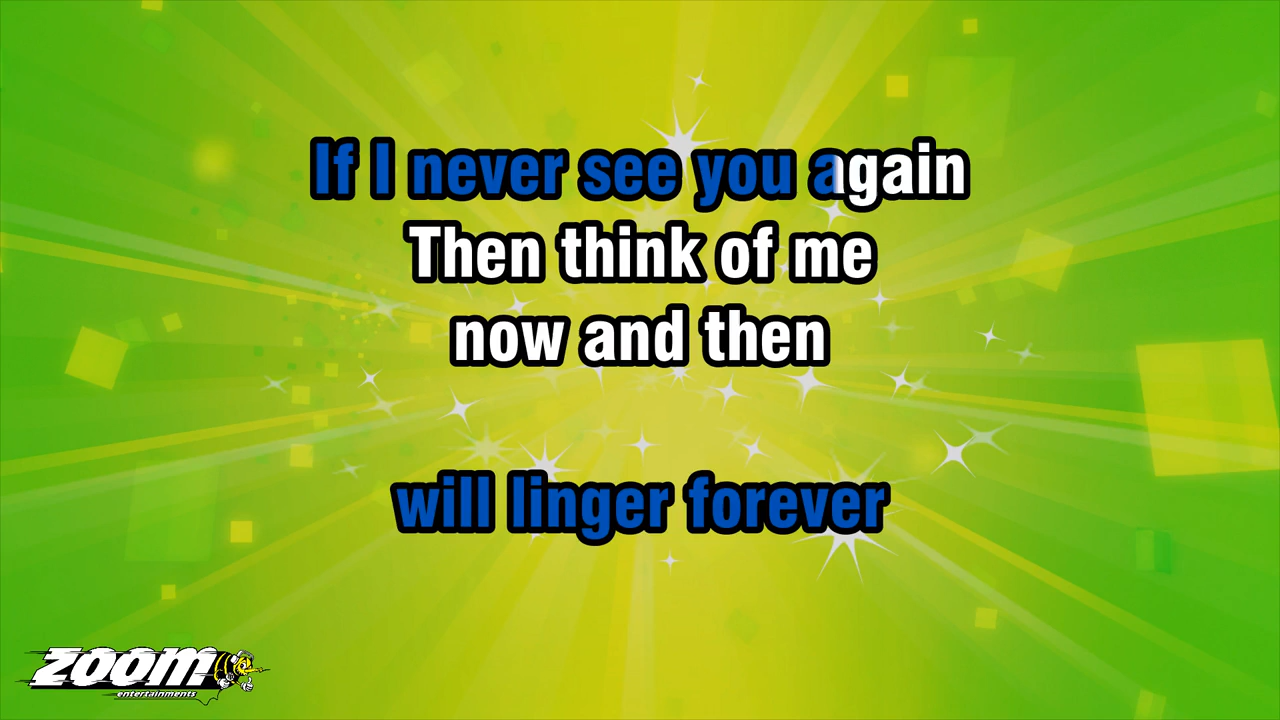 If I never see you again
Then think of me
now and then
will linger forever
zoom
entertainments